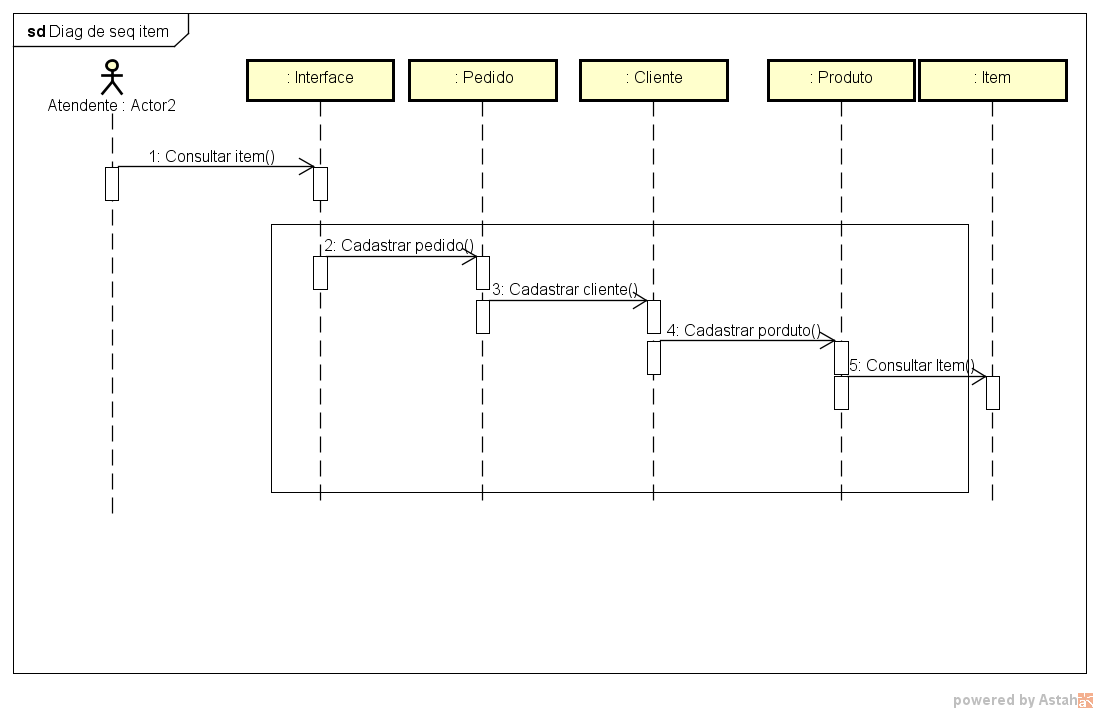 sd Diag de seq item
Atendente : Actor2
: Interface
: Pedido
: Cliente
: Produto
: Item
1: Consultar item()
2: Cadastrar pedido()
3: Cadastrar cliente()
4: Cadastrar porduto()
5: Consultar Item()
powered by Astah